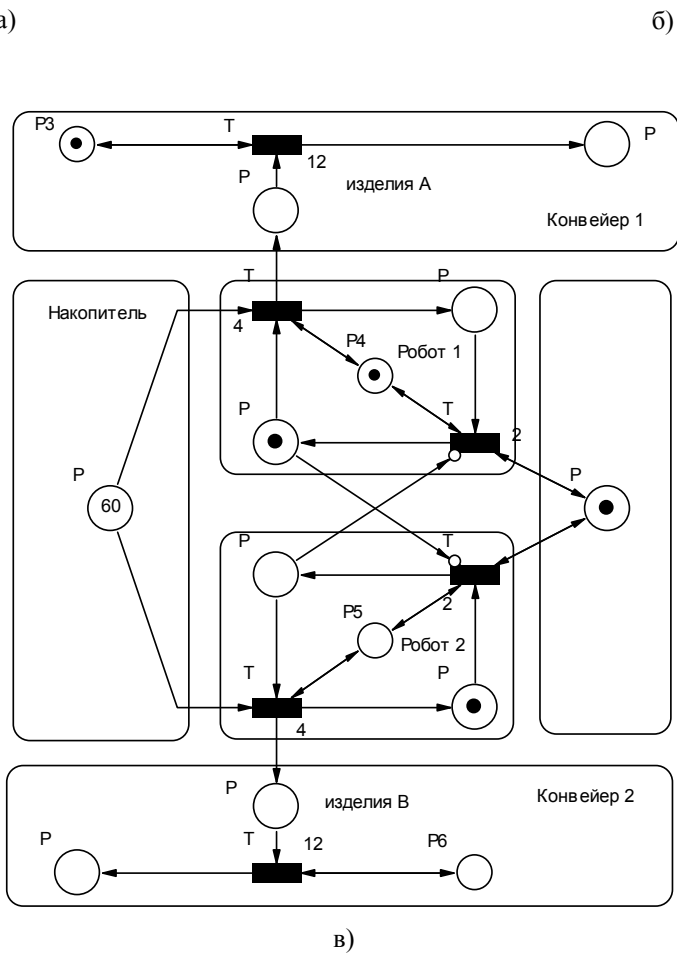 а) б)
P3 T P
12
P изделия A
Конвейер 1
T P
Накопитель
4 P4 Робот 1
P T 2
P P
60
P T
P5 2
Робот 2
T P
4
P изделия B Конвейер 2
P T 12 P6
в)